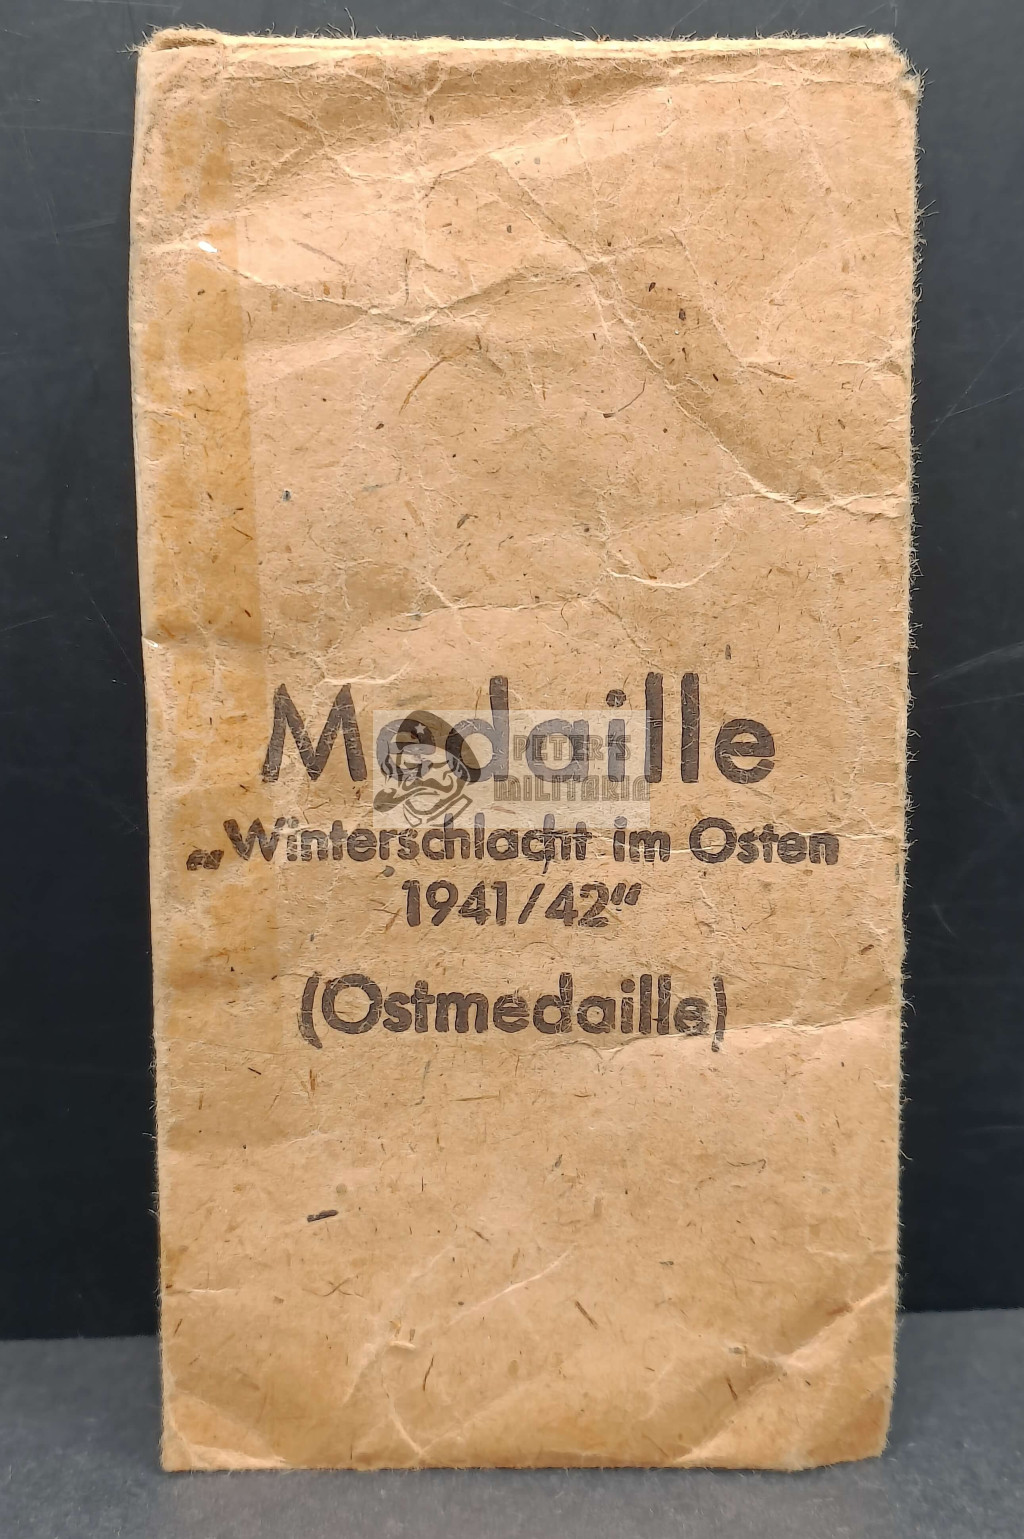 Medaille
PETER'S
MILITARIA
„Winterschlacht im Osten
1941/42“
(Ostmedaille)